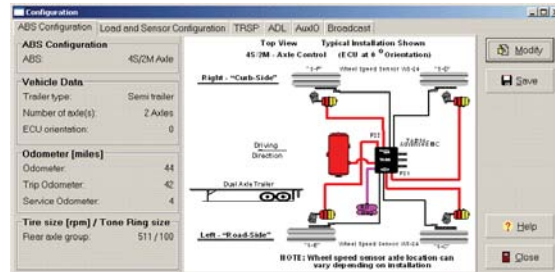 Configuration
ABS Configuration Load and Sensor Configuration TRSP ADL AuxIO Broadcast
ABS Configuration
ABS: 4S/2M Axle
Vehicle Data
Trailer type: Semi trailer
Number of axle(s): 2 Axles
ECU orientation: 0
Odometer [miles]
Odometer: 44
Trip Odometer: 42
Service Odometer: 4
Tire size [rpm] / Tone Ring size
Rear axle group: 511 / 100
Top View Typical Installation Shown
4S/2M - Axle Control (ECU at 0 ° Orientation)
Right - "Curb-Side"
Wheel Speed Sensor WS-24
Driving
Direction
Dual Axle Trailer
Left - "Road-Side"
Wheel Speed Sensor WS-24
NOTE: Wheel speed sensor axle location can
vary depending on installation
Modify
Save
Help
Close